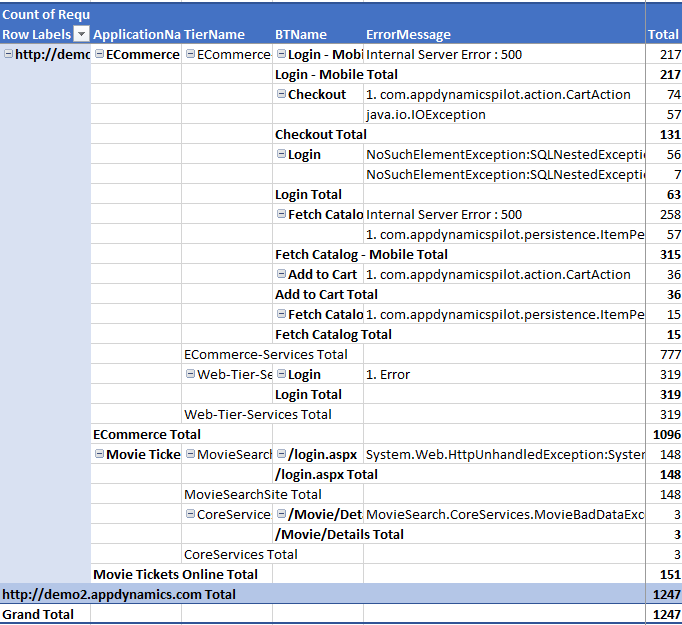 Count of Requ
Row Labels ApplicationNa TierName BTName ErrorMessage Total
http://demo ECommerce ECommerce Login - Mobi Internal Server Error : 500 217
Login - Mobile Total 217
Checkout 1. com.appdynamicspilot.action.CartAction 74
java.io.IOException 57
Checkout Total 131
Login NoSuchElementException:SQLNestedExceptio 56
NoSuchElementException:SQLNestedExceptio 7
Login Total 63
Fetch Catalo Internal Server Error : 500 258
1. com.appdynamicspilot.persistence.ItemPe 57
Fetch Catalog - Mobile Total 315
Add to Cart 1. com.appdynamicspilot.action.CartAction 36
Add to Cart Total 36
Fetch Catalo 1. com.appdynamicspilot.persistence.ItemPe 15
Fetch Catalog Total 15
ECommerce-Services Total 777
Web-Tier-Se Login 1. Error 319
Login Total 319
Web-Tier-Services Total 319
ECommerce Total 1096
Movie Ticke MovieSearch /login.aspx System.Web.HttpUnhandledException:System 148
/login.aspx Total 148
MovieSearchSite Total 148
CoreService /Movie/Det MovieSearch.CoreServices.MovieBadDataExc 3
/Movie/Details Total 3
CoreServices Total 3
Movie Tickets Online Total 151
http://demo2.appdynamics.com Total 1247
Grand Total 1247